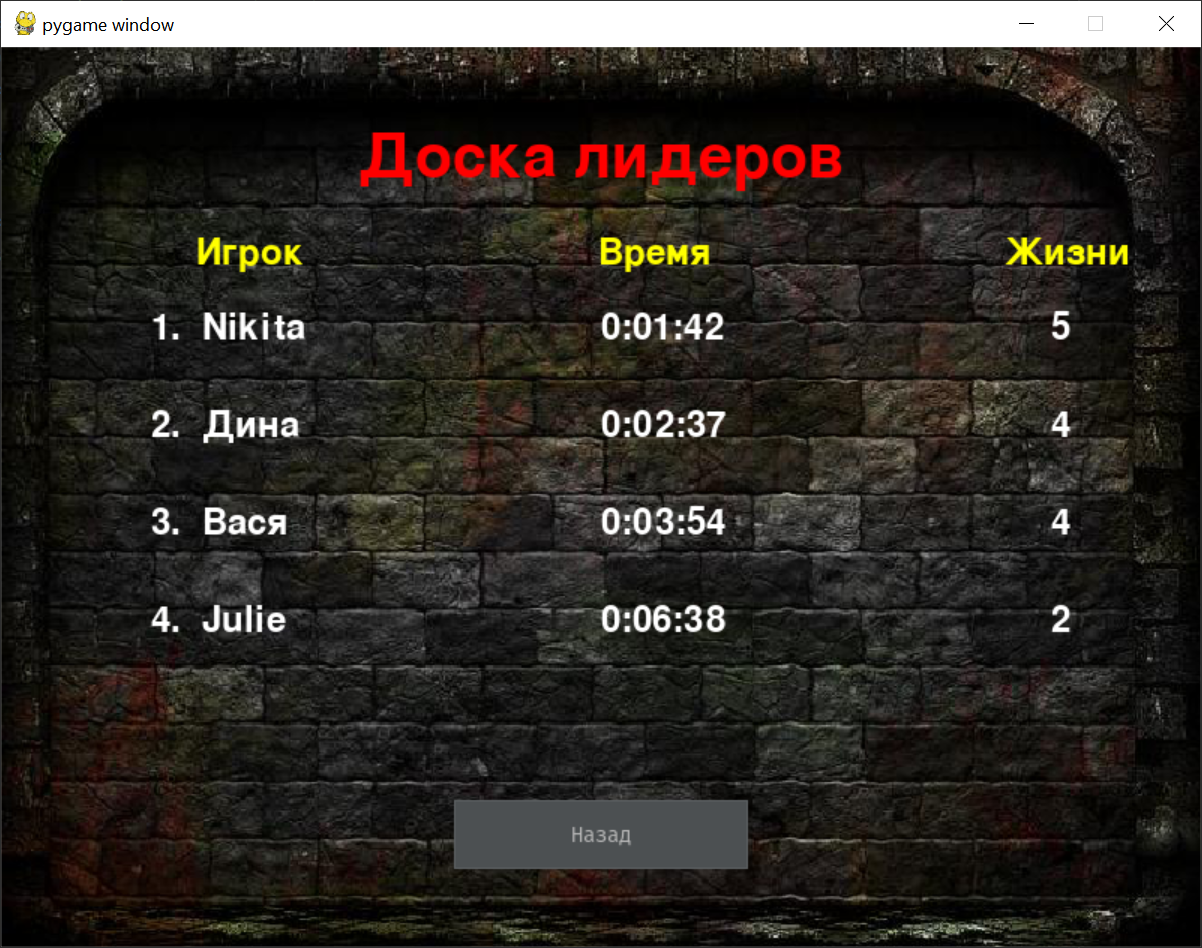 pygame window
Доска лидеров
Игрок Время Жизни
1. Nikita 0:01:42 5
2. Дина 0:02:37 4
3. Вася 0:03:54 4
4. Julie 0:06:38 2
Назад